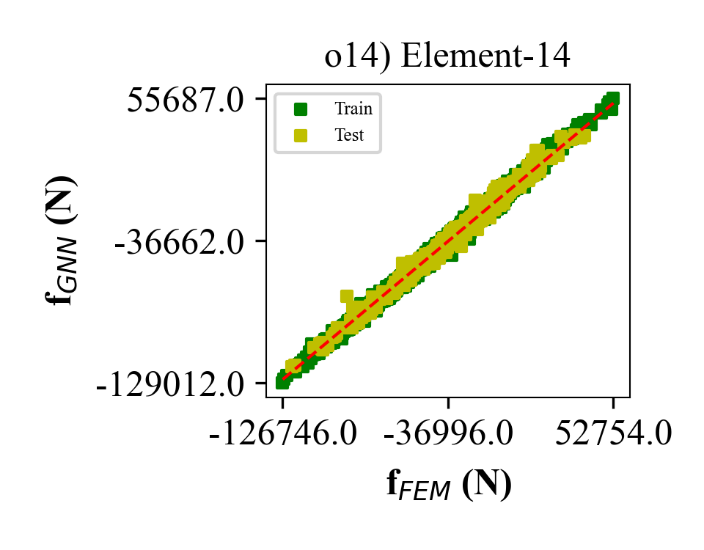 o14) Element-14
55687.0
Train
Test
f_GNN (N)
-36662.0
-129012.0
-126746.0 -36996.0 52754.0
f_FEM (N)